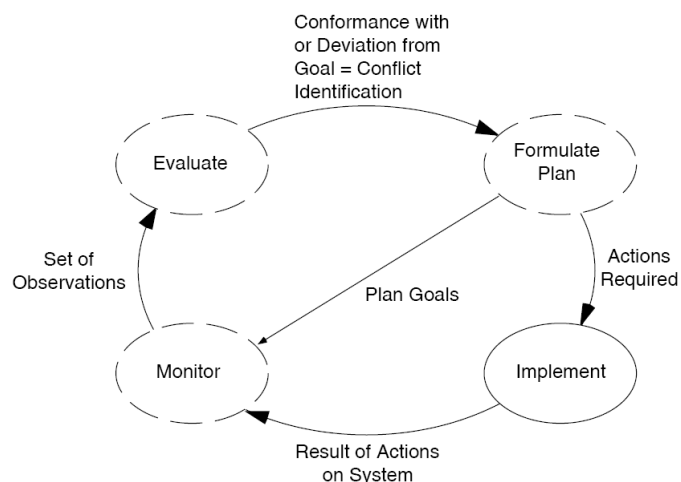 Conformance with
or Deviation from
Goal = Conflict
Identification
Evaluate
Formulate
Plan
Set of
Observations
Actions
Required
Plan Goals
Monitor
Implement
Result of Actions
on System